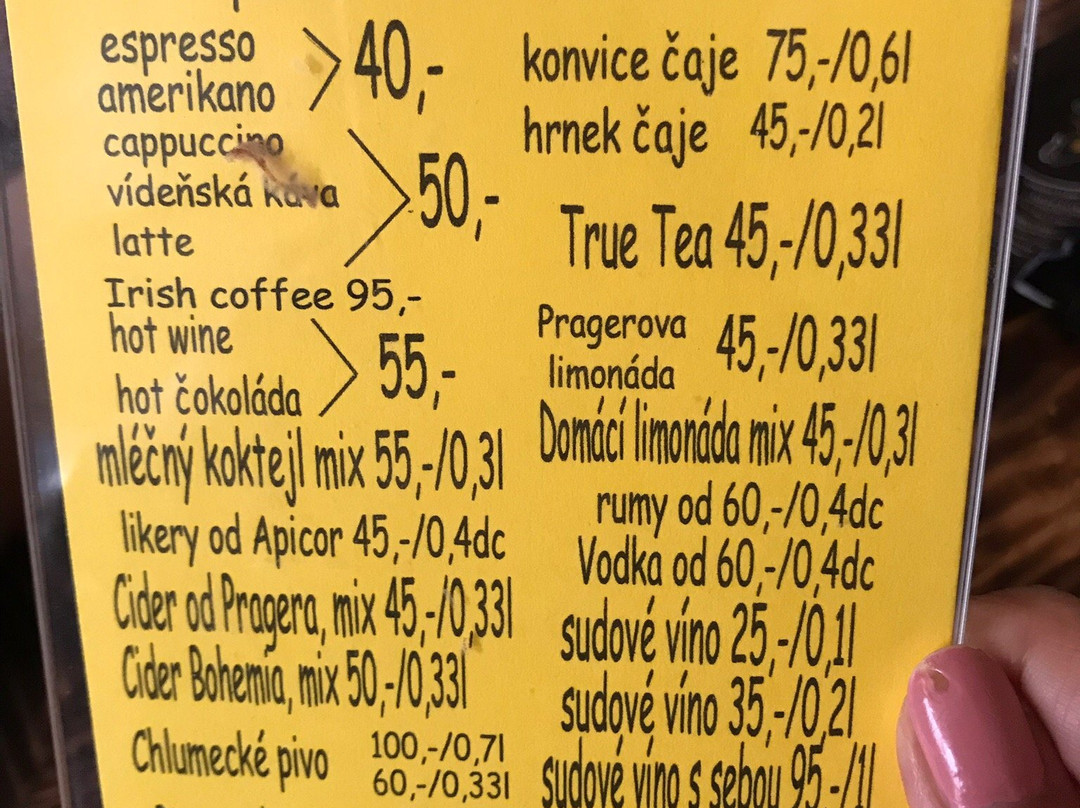 espresso
amerikano
40,-
cappuccino
vídeňská káva
latte
50,-
Irish coffee 95,-
hot wine
hot čokoláda
55,-
mléčný koktejl mix 55,-/0,3l
likery od Apicor 45,-/0,4dc
Cider od Pragera, mix 45,-/0,33l
Cider Bohemia, mix 50,-/0,33l
Chlumecké pivo
100,-/0,7l
60,-/0,33l
konvice čaje 75,-/0,6l
hrnek čaje 45,-/0,2l
True Tea 45,-/0,33l
Pragerova
limonáda
45,-/0,33l
Domácí limonáda mix 45,-/0,3l
rumy od 60,-/0,4dc
Vodka od 60,-/0,4dc
sudové víno 25,-/0,1l
sudové víno 35,-/0,2l
sudové víno s sebou 95,-/1l